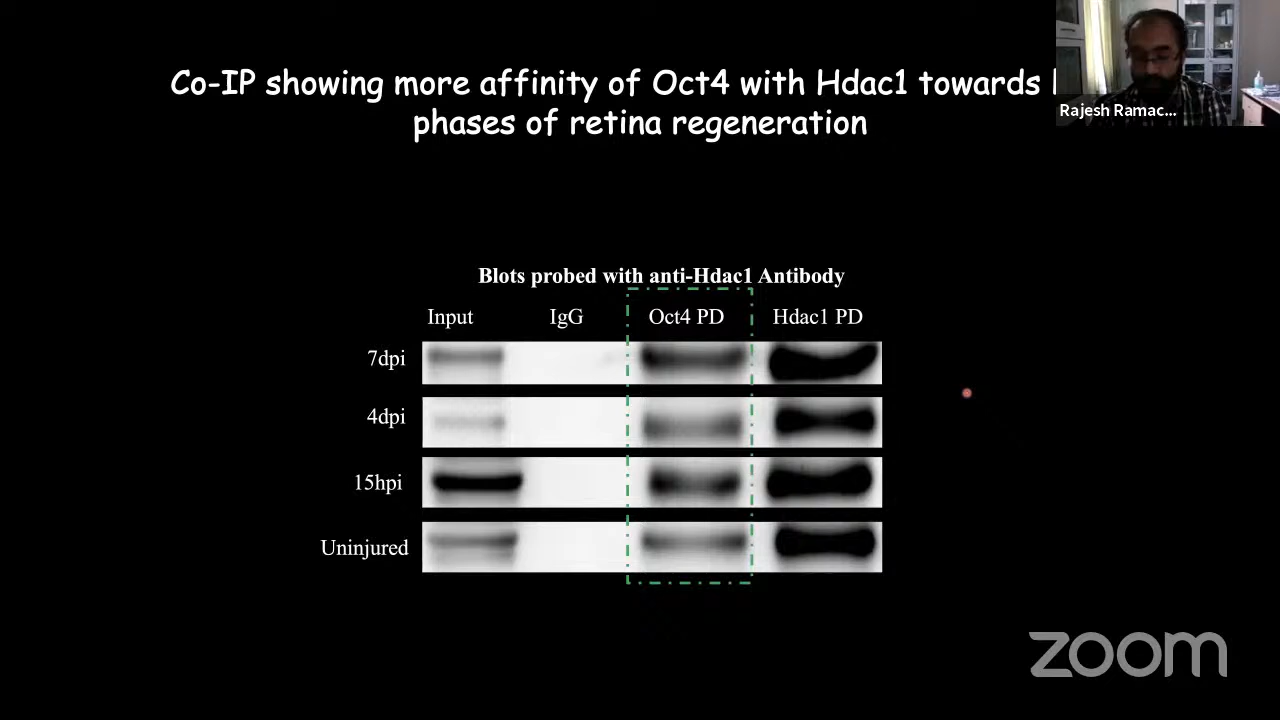 Co-IP showing more affinity of Oct4 with Hdac1 towards
phases of retina regeneration
Rajesh Ramac...
Blots probed with anti-Hdac1 Antibody
Input IgG Oct4 PD Hdac1 PD
7dpi
4dpi
15hpi
Uninjured
zoom